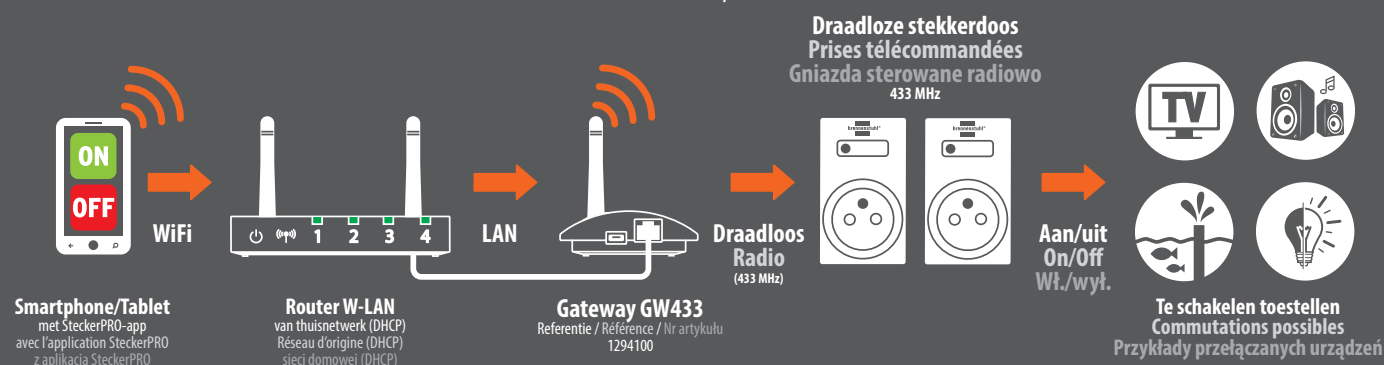 Draadloze stekkerdoos
Prises télécommandées
Gniazda sterowane radiowo
433 MHz
TV
brennenstuhl®
brennenstuhl®
ON
OFF
WiFi
1 2 3 4
LAN
Draadloos
Radio
(433 MHz)
Aan/uit
On/Off
Wł./wył.
Smartphone/Tablet
met SteckerPRO-app
avec l'application SteckerPRO
z aplikacja SteckerPRO
Router W-LAN
van thuisnetwerk (DHCP)
Réseau d'origine (DHCP)
sieci domowej (DHCP)
Gateway GW433
Referentie / Référence / Nr artykułu
1294100
Te schakelen toestellen
Commutations possibles
Przykłady przełączanych urządzeń